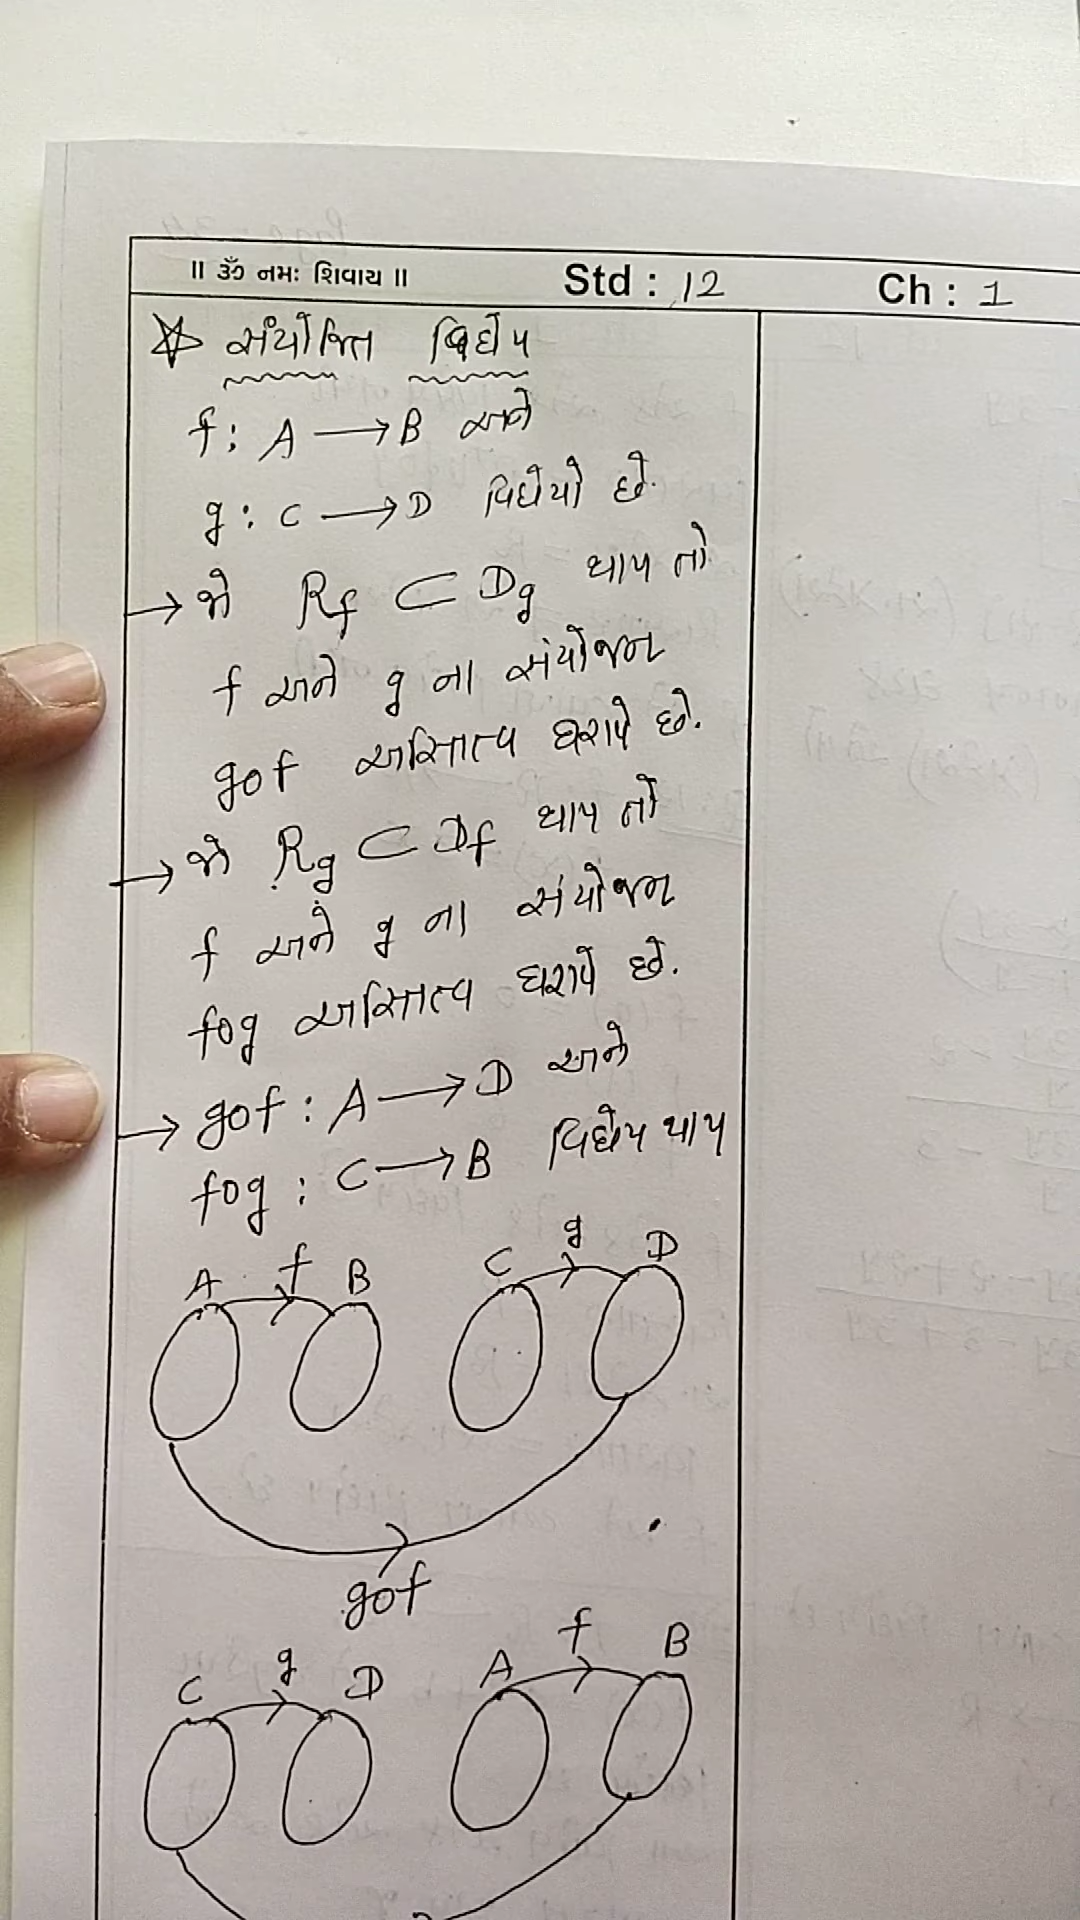 ॥ ૐ નમઃ શિવાય ॥ Std : 12 Ch : 1
સંયોજિત વિધેય
f : A → B અને
g : C → D વિધેયો છે.
→ જો Rf ⊂ Dg થાય તો
f અને g ના સંયોજન
gof અસ્તિત્વ ધરાવે છે.
→ જો Rg ⊂ Df થાય તો
f અને g ના સંયોજન
fog અસ્તિત્વ ધરાવે છે.
→ gof : A → D અને
fog : C → B વિધેય થાય
A f B C g D
gof
C g D A f B